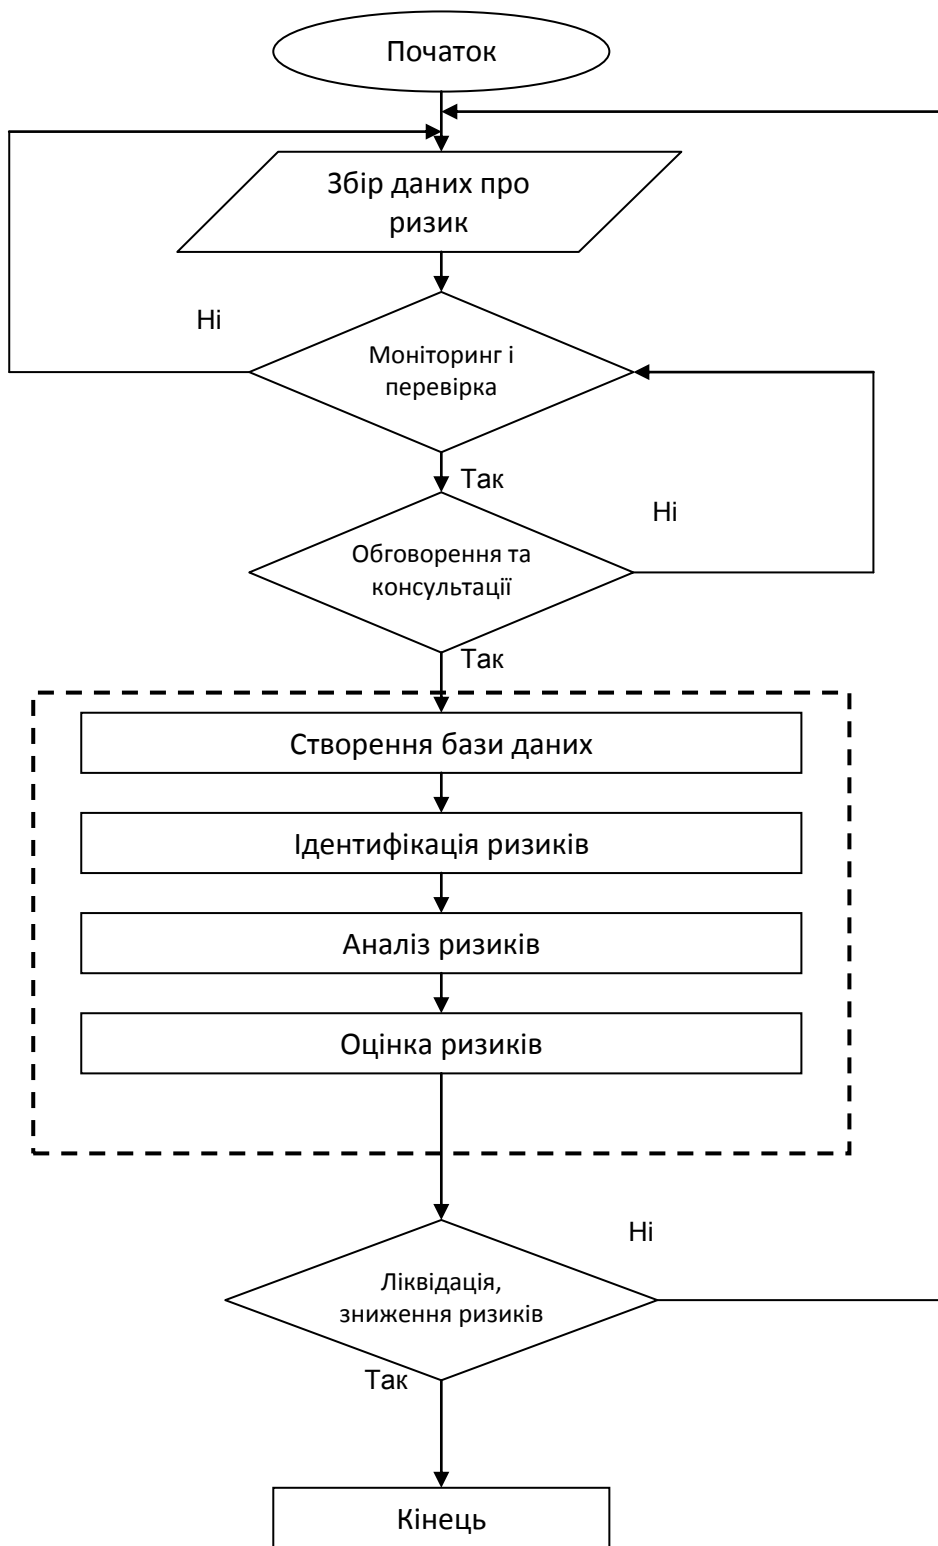 Початок
Збір даних про
ризик
Ні
Моніторинг і
перевірка
Так
Ні
Обговорення та
консультації
Так
Створення бази даних
Ідентифікація ризиків
Аналіз ризиків
Оцінка ризиків
Ні
Ліквідація,
зниження ризиків
Так
Кінець